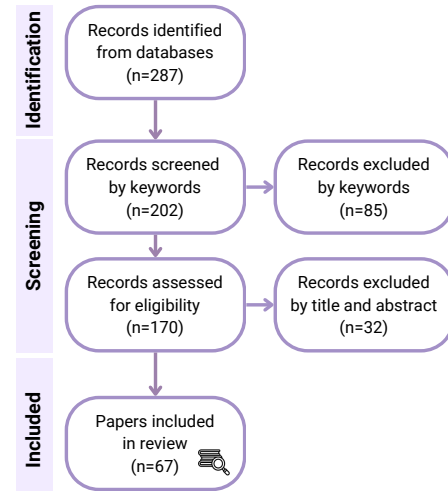 Identification
Records identified
from databases
(n=287)
Screening
Records screened
by keywords
(n=202)
Records excluded
by keywords
(n=85)
Records assessed
for eligibility
(n=170)
Records excluded
by title and abstract
(n=32)
Included
Papers included
in review
(n=67)